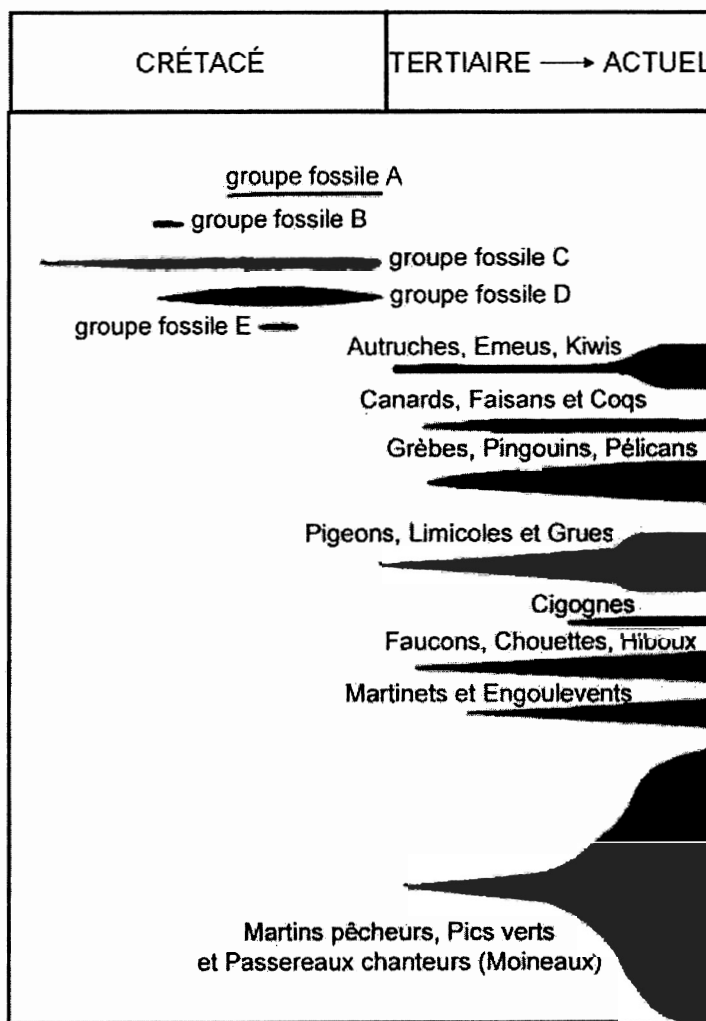 CRÉTACÉ
TERTIAIRE → ACTUEL
groupe fossile A
groupe fossile B
groupe fossile C
groupe fossile D
groupe fossile E
Autruches, Emeus, Kiwis
Canards, Faisans et Coqs
Grèbes, Pingouins, Pélicans
Pigeons, Limicoles et Grues
Cigognes
Faucons, Chouettes, Hiboux
Martinets et Engoulevents
Martins pêcheurs, Pics verts
et Passereaux chanteurs (Moineaux)